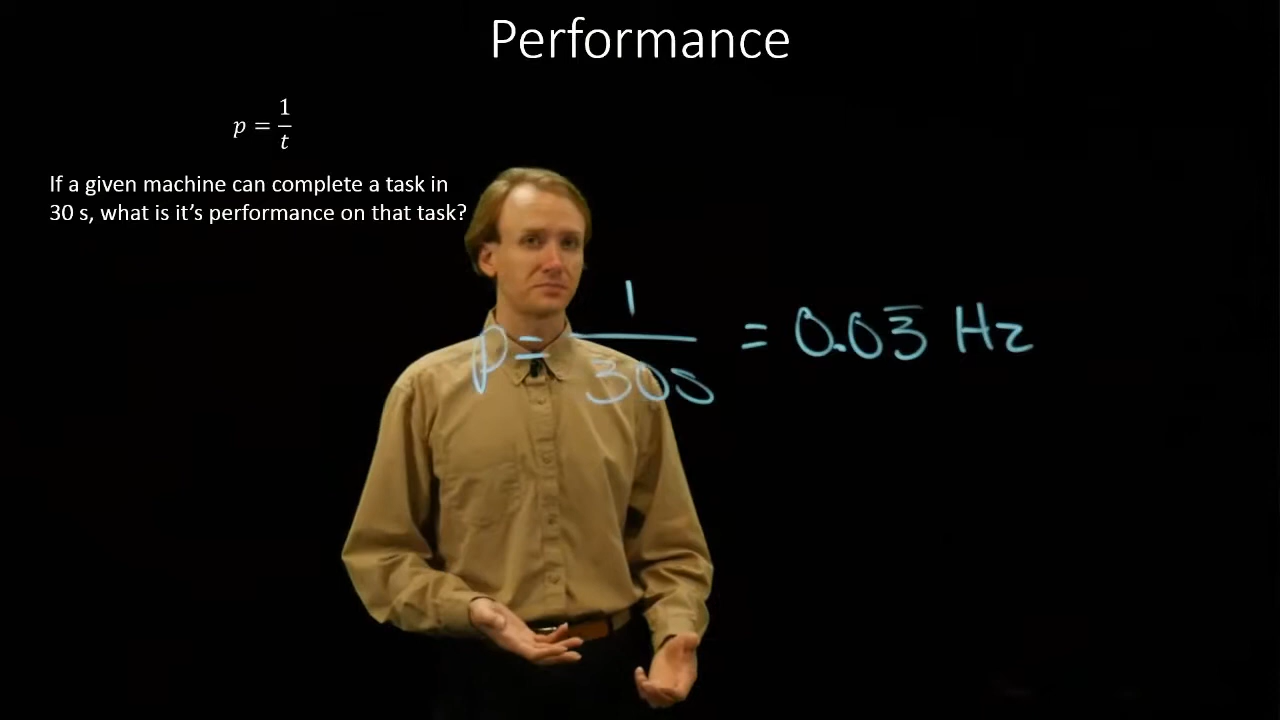 Performance
p = 1/t
If a given machine can complete a task in
30 s, what is it's performance on that task?
p = 1/30s = 0.03̅ Hz